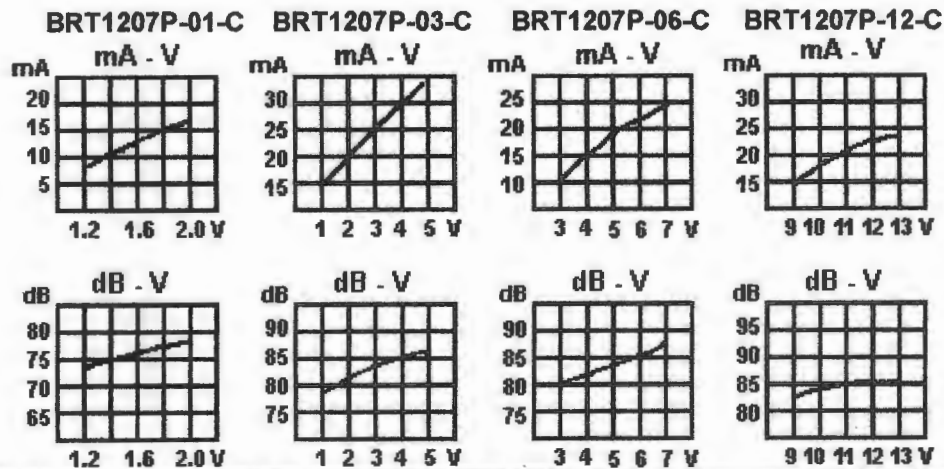 BRT1207P-01-C BRT1207P-03-C BRT1207P-06-C BRT1207P-12-C
mA - V mA - V mA - V mA - V
mA mA mA mA
20 30 25 30
15 25 20 25
10 20 15 20
5 15 10 15
1.2 1.6 2.0 V 1 2 3 4 5 V 3 4 5 6 7 V 9 10 11 12 13 V
dB - V dB - V dB - V dB - V
dB dB dB dB
80 90 90 95
75 85 85 90
70 80 80 85
65 75 75 80
1.2 1.6 2.0 V 1 2 3 4 5 V 3 4 5 6 7 V 9 10 11 12 13 V